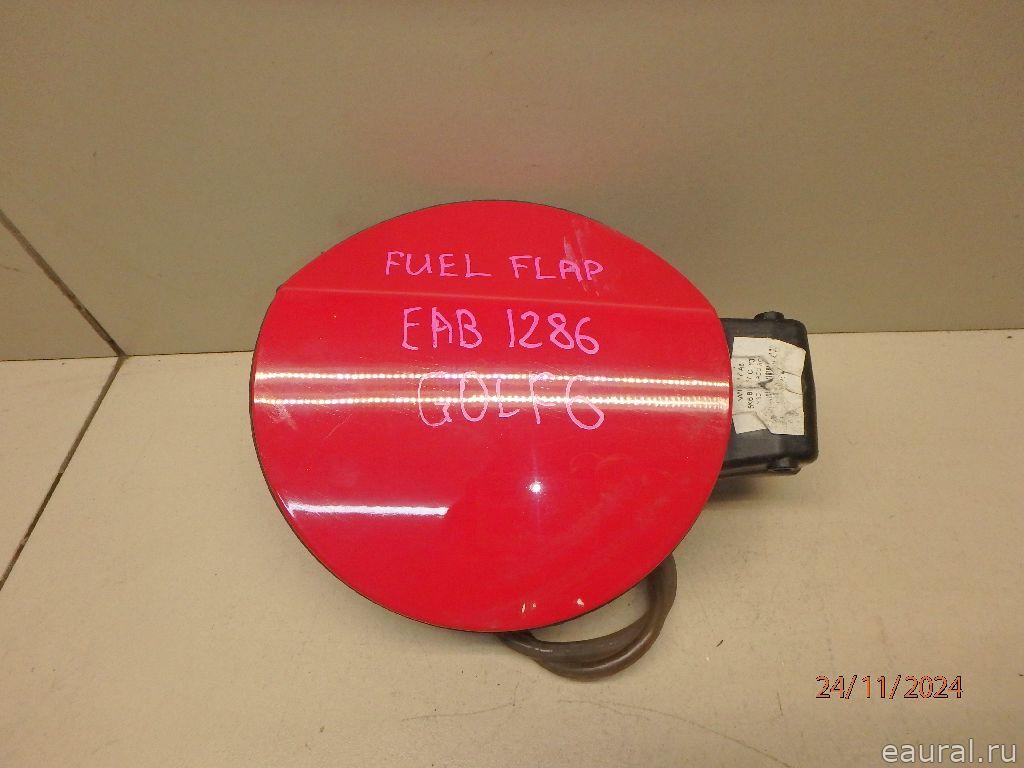 FUEL FLAP
EAB 1286
GOLF6
24/11/2024
eaural.ru